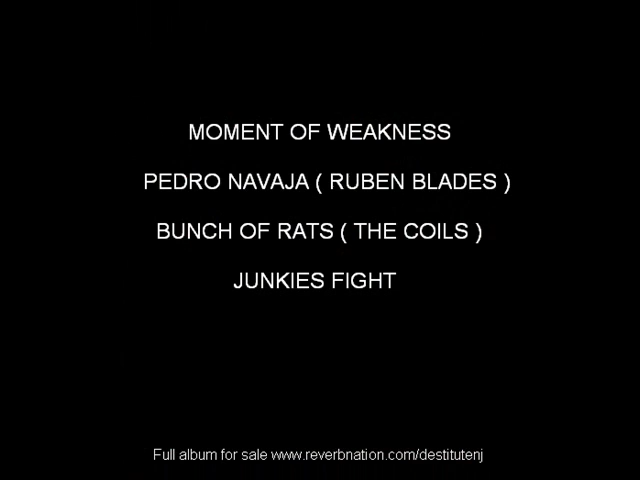 MOMENT OF WEAKNESS
PEDRO NAVAJA ( RUBEN BLADES )
BUNCH OF RATS ( THE COILS )
JUNKIES FIGHT
Full album for sale www.reverbnation.com/destitutenj